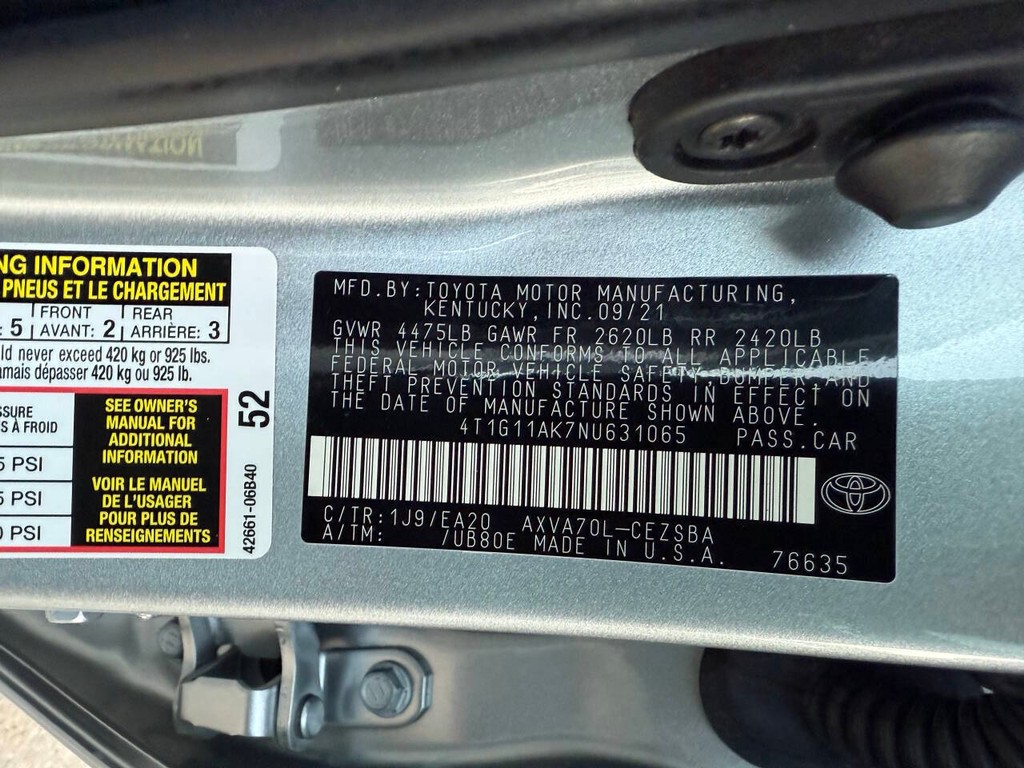 NG INFORMATION
PNEUS ET LE CHARGEMENT
: 5 FRONT AVANT: 2 REAR ARRIÈRE: 3
ld never exceed 420 kg or 925 lbs.
amais dépasser 420 kg ou 925 lb.
SSURE
S À FROID
5 PSI
5 PSI
0 PSI
SEE OWNER'S
MANUAL FOR
ADDITIONAL
INFORMATION
VOIR LE MANUEL
DE L'USAGER
POUR PLUS DE
RENSEIGNEMENTS
52
42661-06B40
MFD.BY:TOYOTA MOTOR MANUFACTURING,
KENTUCKY,INC.09/21
GVWR 4475LB GAWR FR 2620LB RR 2420LB
THIS VEHICLE CONFORMS TO ALL APPLICABLE
FEDERAL MOTOR VEHICLE SAFETY,BUMPER AND
THEFT PREVENTION STANDARDS IN EFFECT ON
THE DATE OF MANUFACTURE SHOWN ABOVE.
4T1G11AK7NU631065 PASS.CAR
C/TR:1J9/EA20 AXVA70L-CEZSBA
A/TM: /UB80E MADE IN U.S.A. 76635